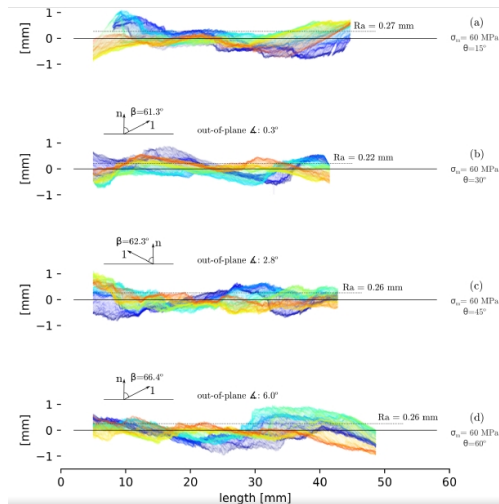 1
0
−1
[mm]
Ra = 0.27 mm
(a)
σn= 60 MPa
θ=15°
n
β=61.3°
1
out-of-plane ∡: 0.3°
1
0
−1
[mm]
Ra = 0.22 mm
(b)
σn= 60 MPa
θ=30°
β=62.3°
n
1
out-of-plane ∡: 2.8°
1
0
−1
[mm]
Ra = 0.26 mm
(c)
σn= 60 MPa
θ=45°
n
β=66.4°
1
out-of-plane ∡: 6.0°
1
0
−1
[mm]
Ra = 0.26 mm
(d)
σn= 60 MPa
θ=60°
0 10 20 30 40 50 60
length [mm]